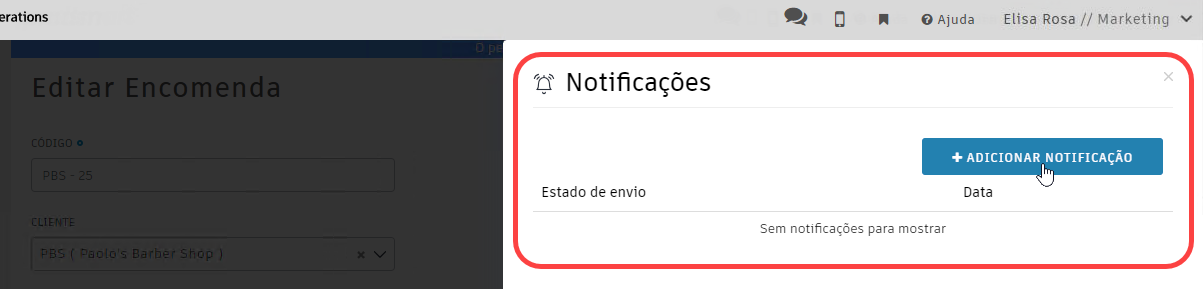 erations
Ajuda
Elisa Rosa // Marketing
O pe
Editar Encomenda
CÓDIGO
PBS - 25
CLIENTE
PBS ( Paolo's Barber Shop )
Notificações
ADICIONAR NOTIFICAÇÃO
Estado de envio
Data
Sem notificações para mostrar